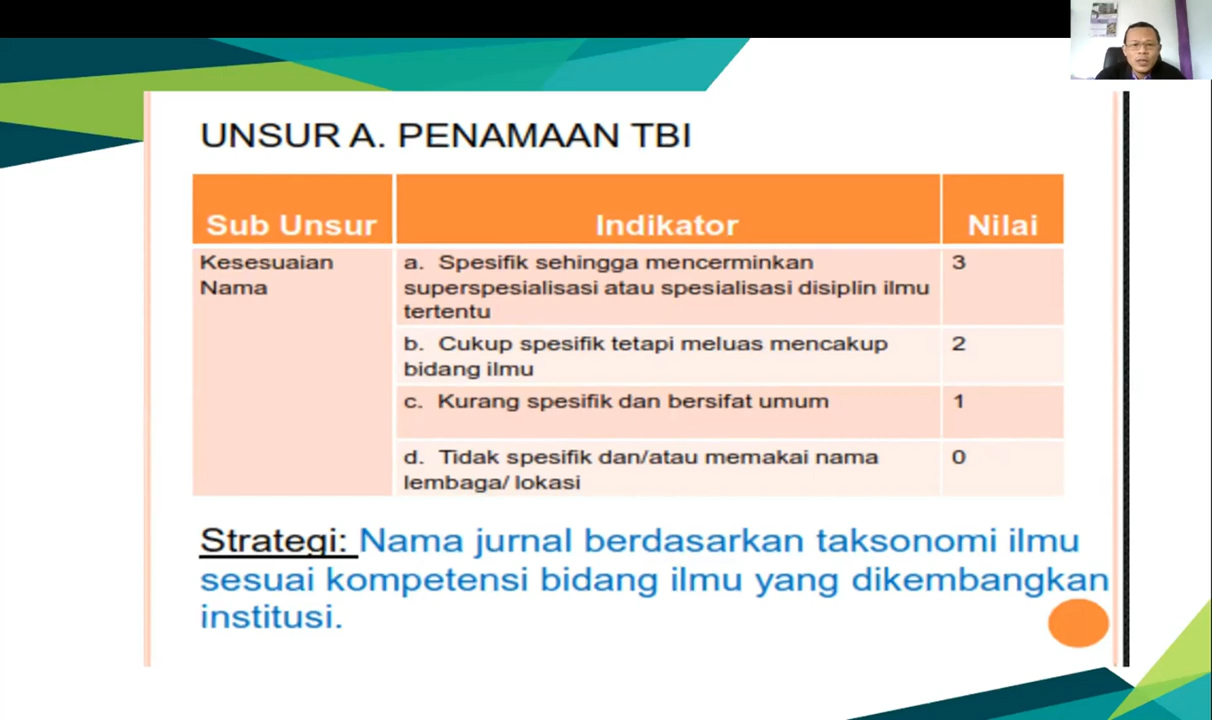 UNSUR A. PENAMAAN TBI
Sub Unsur
Indikator
Nilai
Kesesuaian
Nama
a. Spesifik sehingga mencerminkan
superspesialisasi atau spesialisasi disiplin ilmu
tertentu
3
b. Cukup spesifik tetapi meluas mencakup
bidang ilmu
2
c. Kurang spesifik dan bersifat umum
1
d. Tidak spesifik dan/atau memakai nama
lembaga/ lokasi
0
Strategi: Nama jurnal berdasarkan taksonomi ilmu
sesuai kompetensi bidang ilmu yang dikembangkan
institusi.